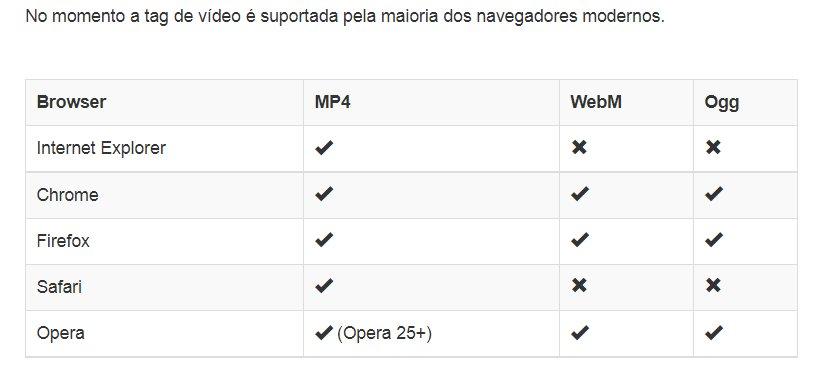 No momento a tag de vídeo é suportada pela maioria dos navegadores modernos.
Browser MP4 WebM Ogg
Internet Explorer ✔ ✖ ✖
Chrome ✔ ✔ ✔
Firefox ✔ ✔ ✔
Safari ✔ ✖ ✖
Opera ✔ (Opera 25+) ✔ ✔